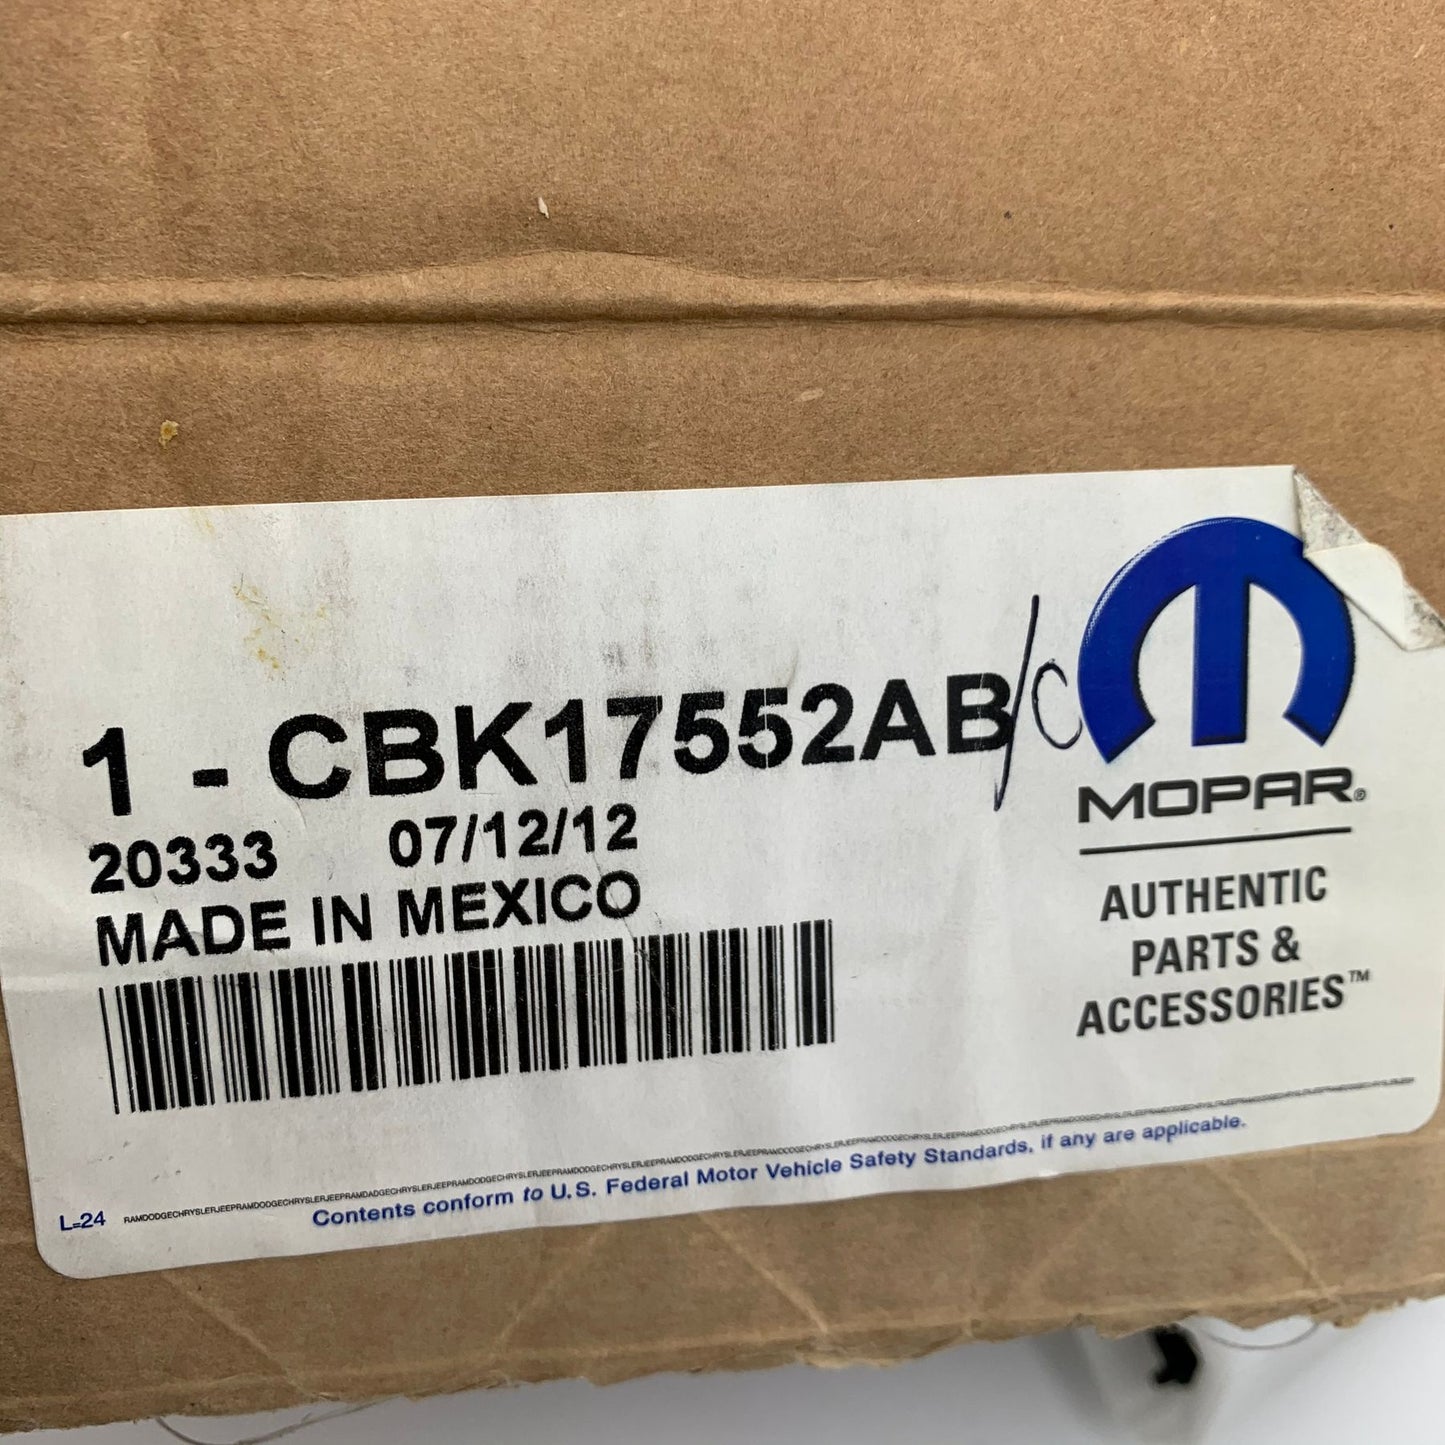 1 - CBK17552AB/C
20333 07/12/12
MADE IN MEXICO
MOPAR®
AUTHENTIC
PARTS &
ACCESSORIES™
L=24
Contents conform to U.S. Federal Motor Vehicle Safety Standards, if any are applicable.